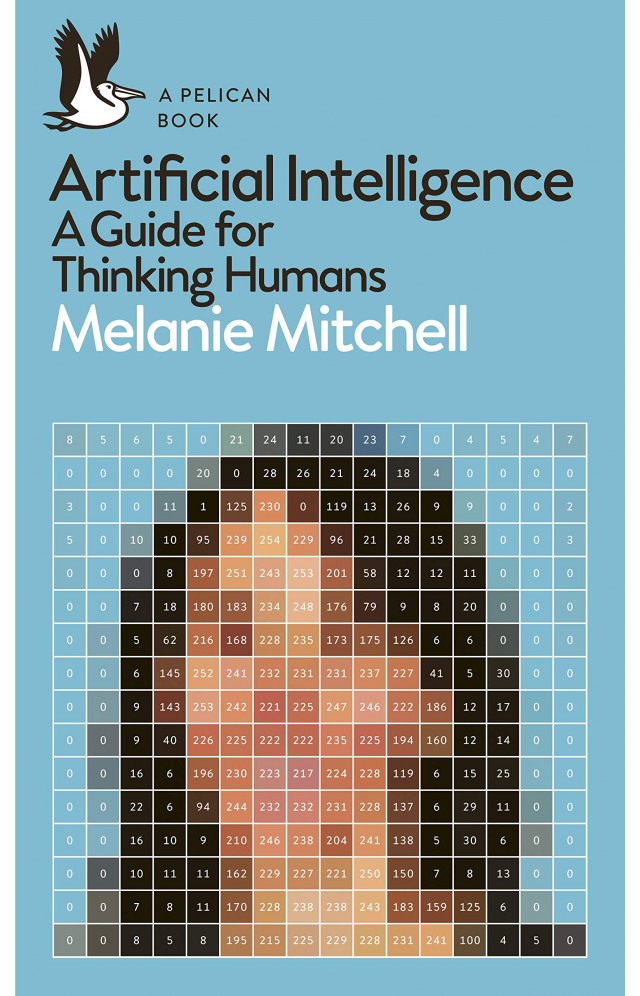 A PELICAN
BOOK
Artificial Intelligence
A Guide for
Thinking Humans
Melanie Mitchell
8 5 6 5 0 21 24 11 20 23 7 0 4 5 4 7
0 0 0 0 20 0 28 26 21 24 18 4 0 0 0 0
3 0 0 11 1 125 230 0 119 13 26 9 9 0 0 2
5 0 10 10 95 239 254 229 96 21 28 15 33 0 0 3
0 0 0 8 197 251 243 253 201 58 12 12 11 0 0 0
0 0 7 18 180 183 234 248 176 79 9 8 20 0 0 0
0 0 5 62 216 168 228 235 173 175 126 6 6 0 0 0
0 0 6 145 252 241 232 231 231 237 227 41 5 30 0 0
0 0 9 143 253 242 221 225 247 246 222 186 12 17 0 0
0 0 9 40 226 225 222 222 235 225 194 160 12 14 0 0
0 0 16 6 196 230 223 217 224 228 119 6 15 25 0 0
0 0 22 6 94 244 232 232 231 228 137 6 29 11 0 0
0 0 16 10 9 210 246 238 204 241 138 5 30 6 0 0
0 0 10 11 11 162 229 227 221 250 150 7 8 13 0 0
0 0 7 8 11 170 228 238 238 243 183 159 125 6 0 0
0 0 8 5 8 195 215 225 229 228 231 241 100 4 5 0